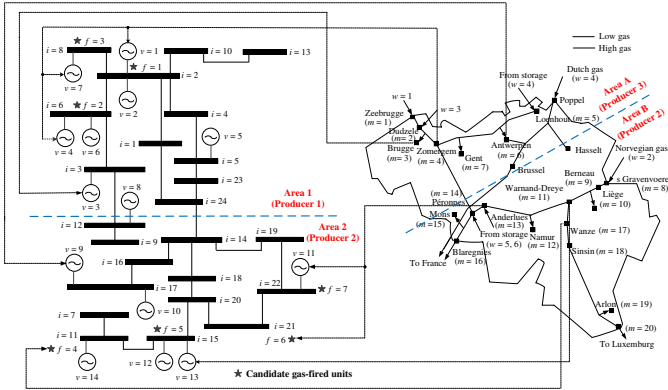 Low gas
High gas
i = 8
f = 3
v = 1
i = 10
i = 13
v = 7
f = 1
i = 2
i = 6
f = 2
v = 2
i = 4
v = 4
v = 6
v = 5
i = 1
i = 5
i = 3
i = 23
v = 8
v = 3
i = 24
Area 1
(Producer 1)
i = 12
Area 2
(Producer 2)
i = 9
i = 14
i = 19
v = 9
i = 16
v = 11
i = 18
i = 22
i = 17
f = 7
v = 10
i = 20
i = 7
i = 21
f = 5
i = 11
i = 15
f = 6
f = 4
v = 14
v = 12
v = 13
Candidate gas-fired units
From storage
(w = 4)
Dutch gas
(w = 4)
Poppel
Area A
(Producer 3)
Area B
(Producer 2)
w = 1
w = 3
Zeebrugge
(m = 1)
Dudzele
(m= 2)
Brugge
(m= 3)
Zomergem
(m = 4)
Gent
(m = 7)
Antwerpen
(m = 6)
Loenhout
(m = 5)
Hasselt
Norvegian gas
(w = 2)
Brussel
Berneau
(m = 9)
s Gravenvoeren
(m = 8)
Warnand-Dreye
(m = 11)
Liège
(m = 10)
(m = 14)
Péronnes
Mons
(m=15)
Anderlues
(m=13)
Namur
(m = 12)
Wanze
(m = 17)
From storage
(w = 5, 6)
Sinsin
(m = 18)
To France
Blaregnies
(m = 16)
Arlon
(m = 19)
(m = 20)
To Luxemburg